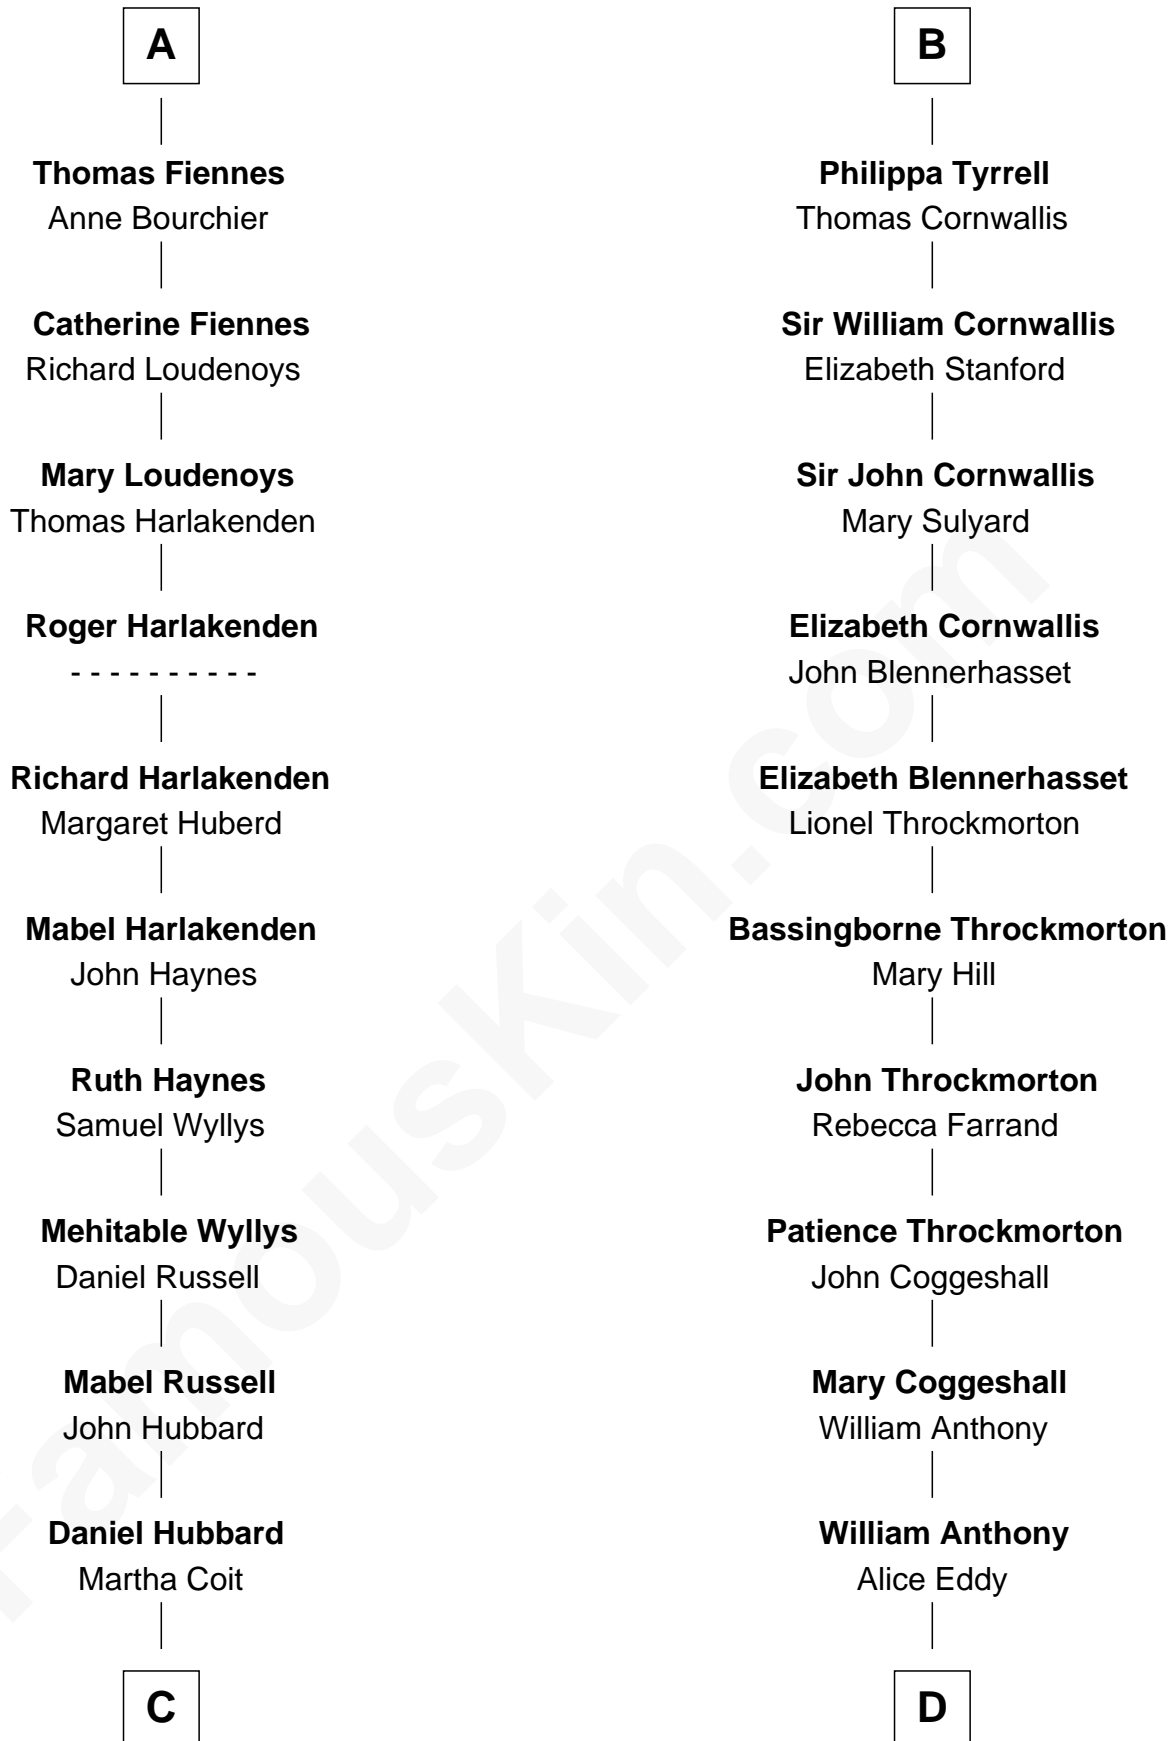 A
Thomas Fiennes
Anne Bourchier
Catherine Fiennes
Richard Loudenoys
Mary Loudenoys
Thomas Harlakenden
Roger Harlakenden
- - - - - - - - - -
Richard Harlakenden
Margaret Huberd
Mabel Harlakenden
John Haynes
Ruth Haynes
Samuel Wyllys
Mehitable Wyllys
Daniel Russell
Mabel Russell
John Hubbard
Daniel Hubbard
Martha Coit
C
B
Philippa Tyrrell
Thomas Cornwallis
Sir William Cornwallis
Elizabeth Stanford
Sir John Cornwallis
Mary Sulyard
Elizabeth Cornwallis
John Blennerhasset
Elizabeth Blennerhasset
Lionel Throckmorton
Bassingborne Throckmorton
Mary Hill
John Throckmorton
Rebecca Farrand
Patience Throckmorton
John Coggeshall
Mary Coggeshall
William Anthony
William Anthony
Alice Eddy
D
FamousKin.com